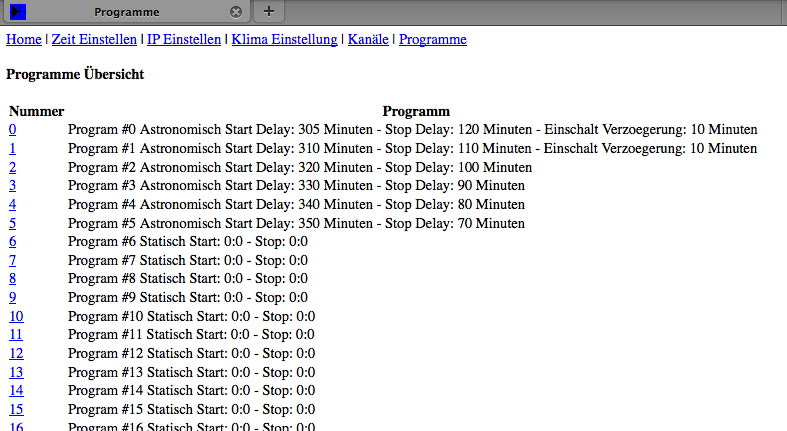 Programme
Home | Zeit Einstellen | IP Einstellen | Klima Einstellung | Kanäle | Programme
Programme Übersicht
Nummer Programm
0 Program #0 Astronomisch Start Delay: 305 Minuten - Stop Delay: 120 Minuten - Einschalt Verzoegerung: 10 Minuten
1 Program #1 Astronomisch Start Delay: 310 Minuten - Stop Delay: 110 Minuten - Einschalt Verzoegerung: 10 Minuten
2 Program #2 Astronomisch Start Delay: 320 Minuten - Stop Delay: 100 Minuten
3 Program #3 Astronomisch Start Delay: 330 Minuten - Stop Delay: 90 Minuten
4 Program #4 Astronomisch Start Delay: 340 Minuten - Stop Delay: 80 Minuten
5 Program #5 Astronomisch Start Delay: 350 Minuten - Stop Delay: 70 Minuten
6 Program #6 Statisch Start: 0:0 - Stop: 0:0
7 Program #7 Statisch Start: 0:0 - Stop: 0:0
8 Program #8 Statisch Start: 0:0 - Stop: 0:0
9 Program #9 Statisch Start: 0:0 - Stop: 0:0
10 Program #10 Statisch Start: 0:0 - Stop: 0:0
11 Program #11 Statisch Start: 0:0 - Stop: 0:0
12 Program #12 Statisch Start: 0:0 - Stop: 0:0
13 Program #13 Statisch Start: 0:0 - Stop: 0:0
14 Program #14 Statisch Start: 0:0 - Stop: 0:0
15 Program #15 Statisch Start: 0:0 - Stop: 0:0
16 Program #16 Statisch Start: 0:0 - Stop: 0:0